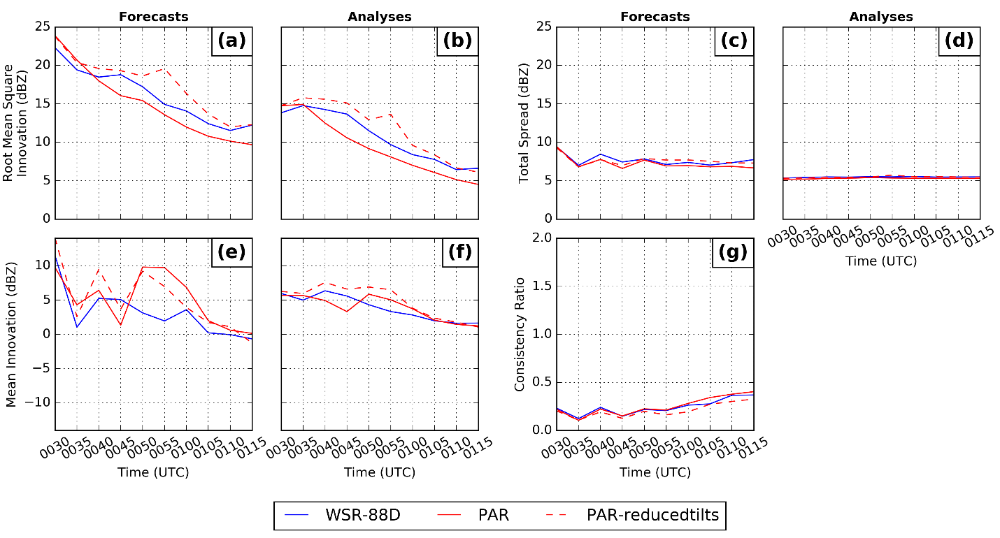 Forecasts
Analyses
Forecasts
Analyses
(a)
(b)
(c)
(d)
Root Mean Square
Innovation (dBZ)
25
20
15
10
5
0
Total Spread (dBZ)
25
20
15
10
5
0
0030 0035 0040 0045 0050 0055 0100 0105 0110 0115
Time (UTC)
(e)
(f)
(g)
Mean Innovation (dBZ)
10
5
0
−5
−10
Consistency Ratio
2.0
1.5
1.0
0.5
0.0
0030 0035 0040 0045 0050 0055 0100 0105 0110 0115
0030 0035 0040 0045 0050 0055 0100 0105 0110 0115
0030 0035 0040 0045 0050 0055 0100 0105 0110 0115
Time (UTC)
Time (UTC)
Time (UTC)
WSR-88D PAR PAR-reducedtilts